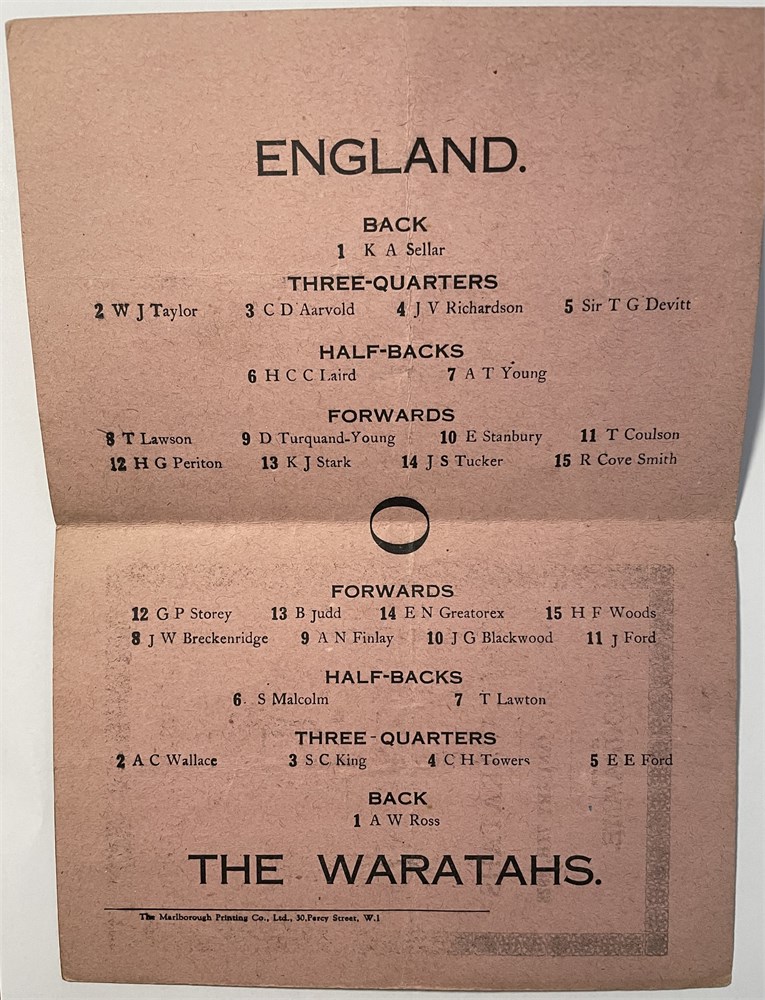 ENGLAND.
BACK
1 K A Sellar
THREE-QUARTERS
2 W J Taylor 3 C D Aarvold 4 J V Richardson 5 Sir T G Devitt
HALF-BACKS
6 H C C Laird 7 A T Young
FORWARDS
8 T Lawson 9 D Turquand-Young 10 E Stanbury 11 T Coulson
12 H G Periton 13 K J Stark 14 J S Tucker 15 R Cove Smith
O
FORWARDS
12 G P Storey 13 B Judd 14 E N Greatorex 15 H F Woods
8 J W Breckenridge 9 A N Finlay 10 J G Blackwood 11 J Ford
HALF-BACKS
6 S Malcolm 7 T Lawton
THREE-QUARTERS
2 A C Wallace 3 S C King 4 C H Towers 5 E E Ford
BACK
1 A W Ross
THE WARATAHS.
The Marlborough Printing Co., Ltd., 30, Percy Street, W.1